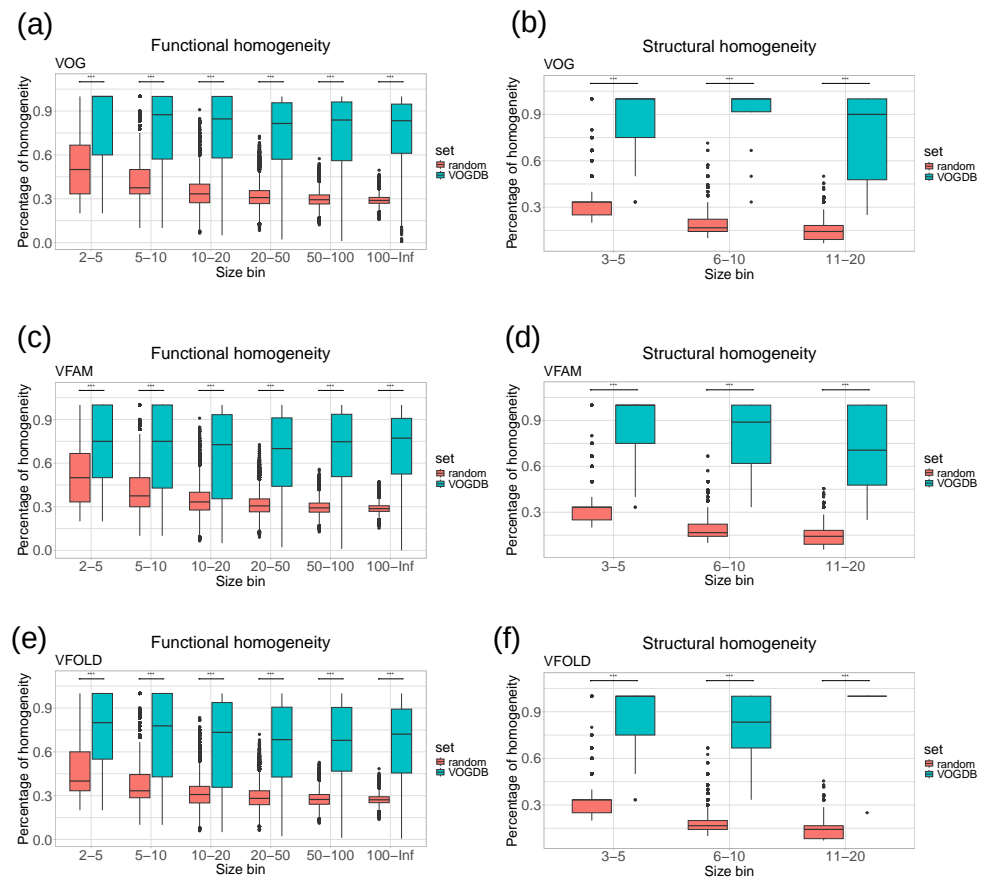 (a)
Functional homogeneity
VOG
*** *** *** *** *** ***
Percentage of homogeneity
0.9
0.6
0.3
0.0
2−5 5−10 10−20 20−50 50−100 100−Inf
Size bin
set
random
VOGDB
(b)
Structural homogeneity
VOG
*** *** ***
Percentage of homogeneity
0.9
0.6
0.3
3−5 6−10 11−20
Size bin
set
random
VOGDB
(c)
Functional homogeneity
VFAM
*** *** *** *** *** ***
Percentage of homogeneity
0.9
0.6
0.3
0.0
2−5 5−10 10−20 20−50 50−100 100−Inf
Size bin
set
random
VOGDB
(d)
Structural homogeneity
VFAM
*** *** ***
Percentage of homogeneity
0.9
0.6
0.3
3−5 6−10 11−20
Size bin
set
random
VOGDB
(e)
Functional homogeneity
VFOLD
*** *** *** *** *** ***
Percentage of homogeneity
0.9
0.6
0.3
0.0
2−5 5−10 10−20 20−50 50−100 100−Inf
Size bin
set
random
VOGDB
(f)
Structural homogeneity
VFOLD
*** *** ***
Percentage of homogeneity
0.9
0.6
0.3
3−5 6−10 11−20
Size bin
set
random
VOGDB